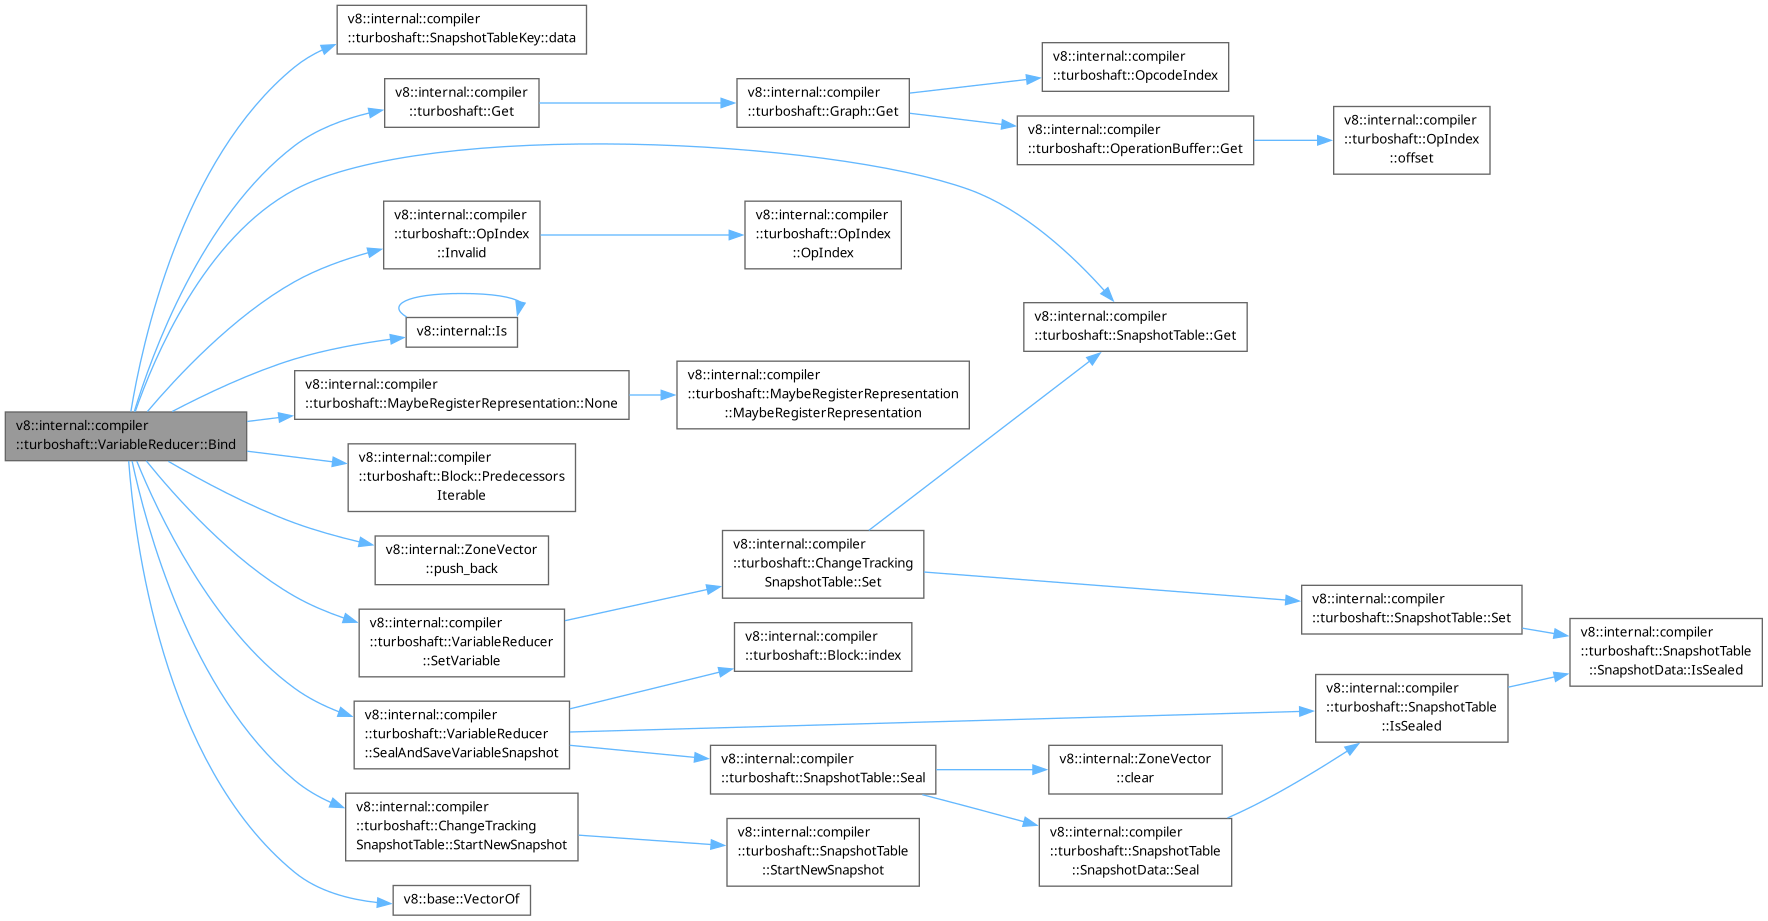 v8::internal::compiler
::turboshaft::VariableReducer::Bind
v8::internal::compiler
::turboshaft::SnapshotTableKey::data
v8::internal::compiler
::turboshaft::Get
v8::internal::compiler
::turboshaft::Graph::Get
v8::internal::compiler
::turboshaft::OpcodeIndex
v8::internal::compiler
::turboshaft::OperationBuffer::Get
v8::internal::compiler
::turboshaft::OpIndex
::offset
v8::internal::compiler
::turboshaft::OpIndex
::Invalid
v8::internal::compiler
::turboshaft::OpIndex
::OpIndex
v8::internal::Is
v8::internal::compiler
::turboshaft::SnapshotTable::Get
v8::internal::compiler
::turboshaft::MaybeRegisterRepresentation::None
v8::internal::compiler
::turboshaft::MaybeRegisterRepresentation
::MaybeRegisterRepresentation
v8::internal::compiler
::turboshaft::Block::Predecessors
Iterable
v8::internal::ZoneVector
::push_back
v8::internal::compiler
::turboshaft::VariableReducer
::SetVariable
v8::internal::compiler
::turboshaft::ChangeTracking
SnapshotTable::Set
v8::internal::compiler
::turboshaft::SnapshotTable::Set
v8::internal::compiler
::turboshaft::SnapshotTable
::SnapshotData::IsSealed
v8::internal::compiler
::turboshaft::VariableReducer
::SealAndSaveVariableSnapshot
v8::internal::compiler
::turboshaft::Block::index
v8::internal::compiler
::turboshaft::SnapshotTable
::IsSealed
v8::internal::compiler
::turboshaft::SnapshotTable::Seal
v8::internal::ZoneVector
::clear
v8::internal::compiler
::turboshaft::SnapshotTable
::SnapshotData::Seal
v8::internal::compiler
::turboshaft::ChangeTracking
SnapshotTable::StartNewSnapshot
v8::internal::compiler
::turboshaft::SnapshotTable
::StartNewSnapshot
v8::base::VectorOf